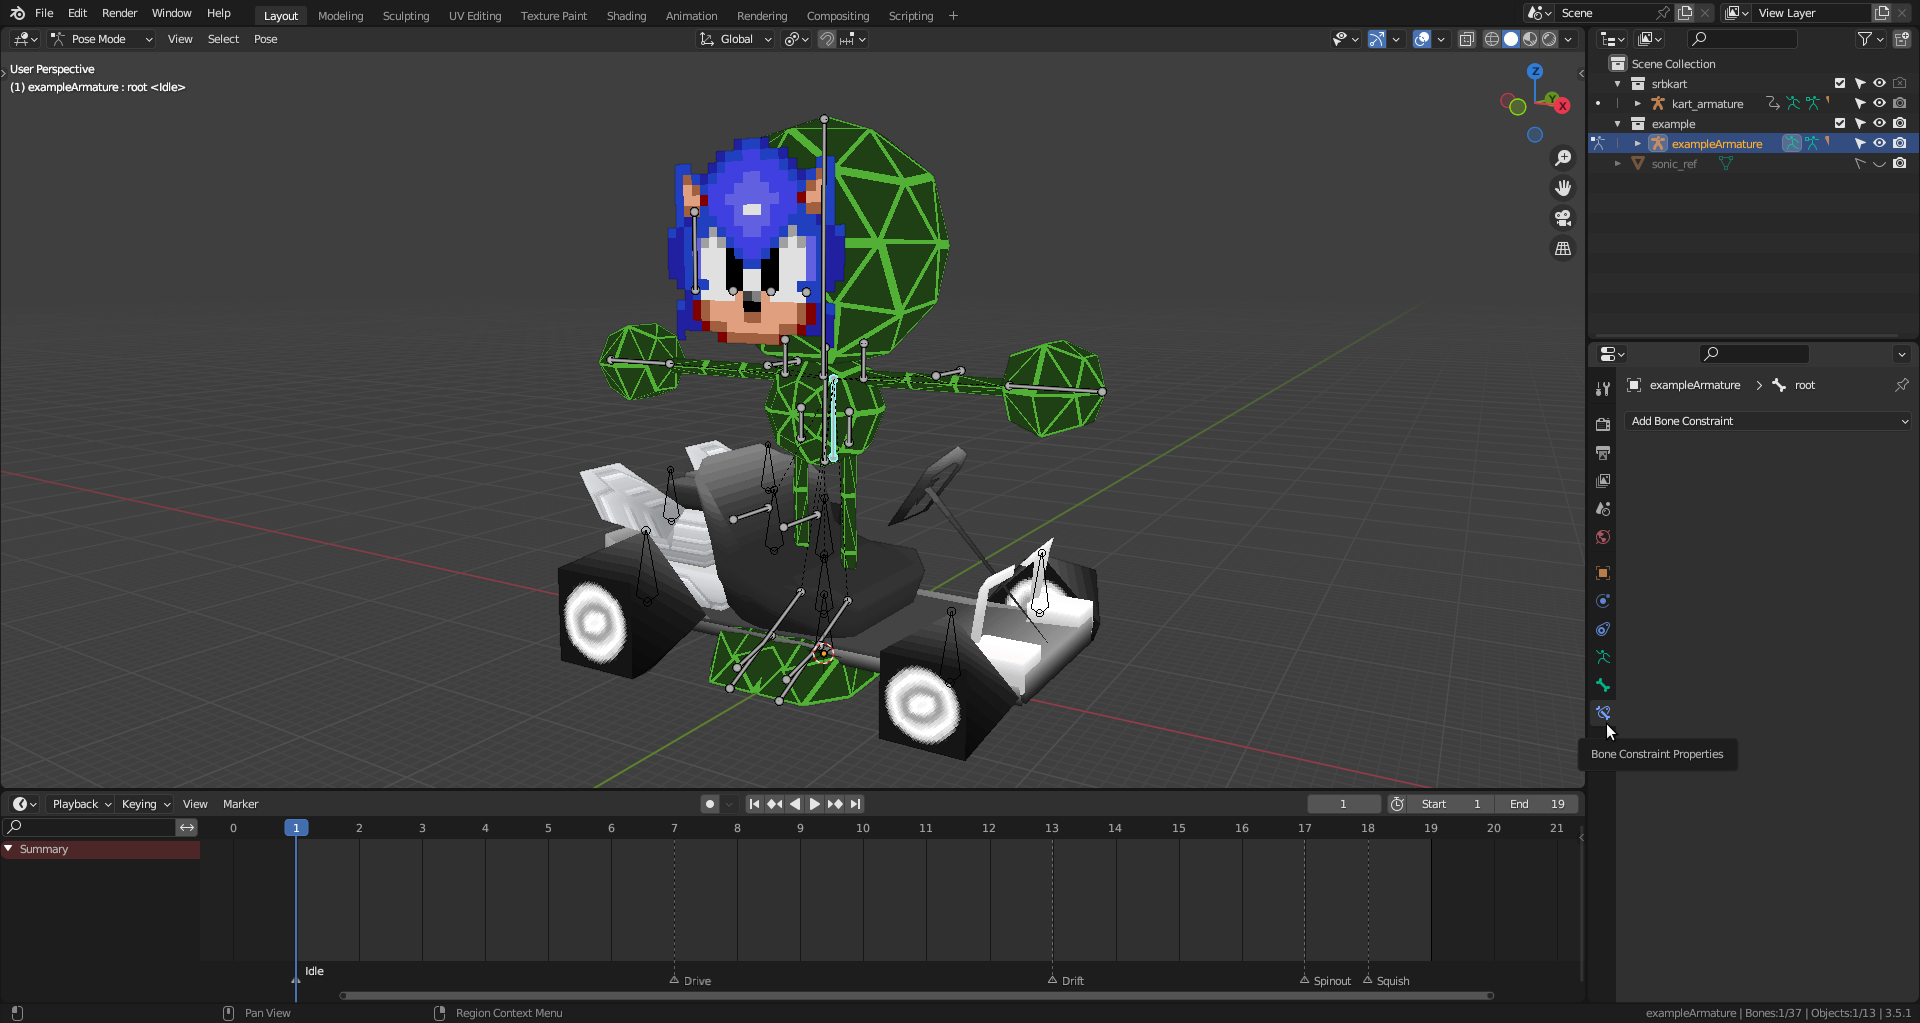 File Edit Render Window Help Layout Modeling Sculpting UV Editing Texture Paint Shading Animation Rendering Compositing Scripting + Scene View Layer
Pose Mode View Select Pose Global
User Perspective
(1) exampleArmature : root <Idle>
Z
Y
X
Scene Collection
srbkart
kart_armature
example
exampleArmature
sonic_ref
exampleArmature > root
Add Bone Constraint
Bone Constraint Properties
Playback Keying View Marker 1 Start 1 End 19
0 1 2 3 4 5 6 7 8 9 10 11 12 13 14 15 16 17 18 19 20 21
Summary
Idle
Drive Drift Spinout Squish
Pan View Region Context Menu exampleArmature | Bones:1/37 | Objects:1/13 | 3.5.1